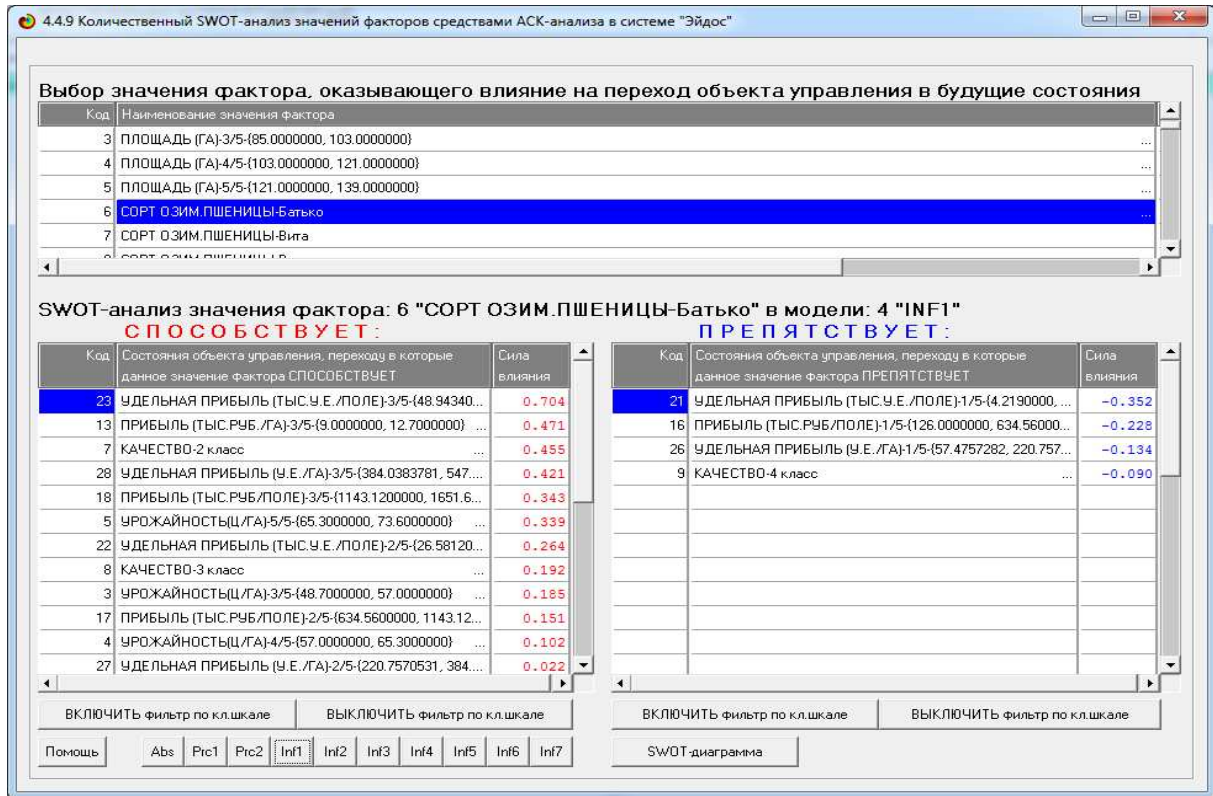 4.4.9 Количественный SWOT-анализ значений факторов средствами АСК-анализа в системе "Эйдос"
Выбор значения фактора, оказывающего влияние на переход объекта управления в будущие состояния
Код Наименование значения фактора
3 ПЛОЩАДЬ (ГА)-3/5-{85.0000000, 103.0000000} ...
4 ПЛОЩАДЬ (ГА)-4/5-{103.0000000, 121.0000000} ...
5 ПЛОЩАДЬ (ГА)-5/5-{121.0000000, 139.0000000} ...
6 СОРТ ОЗИМ.ПШЕНИЦЫ-Батько ...
7 СОРТ ОЗИМ.ПШЕНИЦЫ-Вита
SWOT-анализ значения фактора: 6 "СОРТ ОЗИМ.ПШЕНИЦЫ-Батько" в модели: 4 "INF1"
СПОСОБСТВУЕТ:
Код Состояния объекта управления, переходу в которые Сила
данное значение фактора СПОСОБСТВУЕТ влияния
23 УДЕЛЬНАЯ ПРИБЫЛЬ (ТЫС.У.Е./ПОЛЕ)-3/5-{48.94340... 0.704
13 ПРИБЫЛЬ (ТЫС.РУБ./ГА)-3/5-{9.0000000, 12.7000000} ... 0.471
7 КАЧЕСТВО-2 класс ... 0.455
28 УДЕЛЬНАЯ ПРИБЫЛЬ (У.Е./ГА)-3/5-{384.0383781, 547.... 0.421
18 ПРИБЫЛЬ (ТЫС.РУБ/ПОЛЕ)-3/5-{1143.1200000, 1651.6... 0.343
5 УРОЖАЙНОСТЬ(Ц/ГА)-5/5-{65.3000000, 73.6000000} ... 0.339
22 УДЕЛЬНАЯ ПРИБЫЛЬ (ТЫС.У.Е./ПОЛЕ)-2/5-{26.58120... 0.264
8 КАЧЕСТВО-3 класс ... 0.192
3 УРОЖАЙНОСТЬ(Ц/ГА)-3/5-{48.7000000, 57.0000000} ... 0.185
17 ПРИБЫЛЬ (ТЫС.РУБ/ПОЛЕ)-2/5-{634.5600000, 1143.12... 0.151
4 УРОЖАЙНОСТЬ(Ц/ГА)-4/5-{57.0000000, 65.3000000} ... 0.102
27 УДЕЛЬНАЯ ПРИБЫЛЬ (У.Е./ГА)-2/5-{220.7570531, 384.... 0.022
ПРЕПЯТСТВУЕТ:
Код Состояния объекта управления, переходу в которые Сила
данное значение фактора ПРЕПЯТСТВУЕТ влияния
21 УДЕЛЬНАЯ ПРИБЫЛЬ (ТЫС.У.Е./ПОЛЕ)-1/5-{4.2190000, ... -0.352
16 ПРИБЫЛЬ (ТЫС.РУБ/ПОЛЕ)-1/5-{126.0000000, 634.56000... -0.228
26 УДЕЛЬНАЯ ПРИБЫЛЬ (У.Е./ГА)-1/5-{57.4757282, 220.757... -0.134
9 КАЧЕСТВО-4 класс ... -0.090
ВКЛЮЧИТЬ фильтр по кл.шкале ВЫКЛЮЧИТЬ фильтр по кл.шкале ВКЛЮЧИТЬ фильтр по кл.шкале ВЫКЛЮЧИТЬ фильтр по кл.шкале
Помощь Abs Prc1 Prc2 Inf1 Inf2 Inf3 Inf4 Inf5 Inf6 Inf7 SWOT-диаграмма